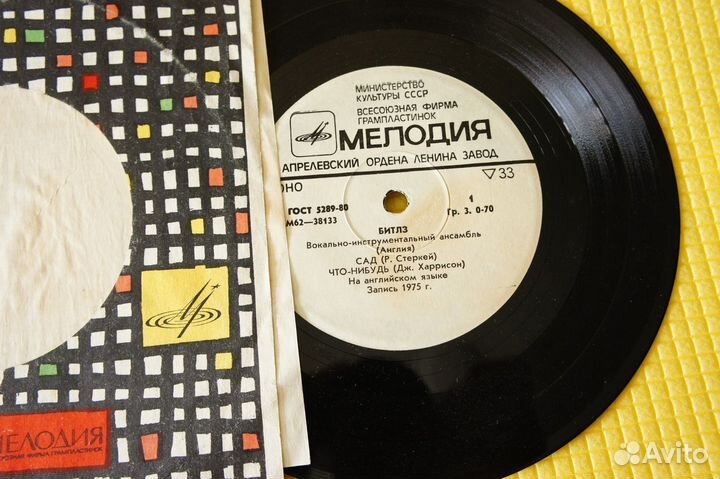 МИНИСТЕРСТВО
КУЛЬТУРЫ СССР
ВСЕСОЮЗНАЯ ФИРМА
ГРАМПЛАСТИНОК
МЕЛОДИЯ
АПРЕЛЕВСКИЙ ОРДЕНА ЛЕНИНА ЗАВОД
ОНО
▽33
ГОСТ 5289-80
М62—38133
1
Гр. 3. 0-70
БИТЛЗ
Вокально-инструментальный ансамбль
(Англия)
САД (Р. Стеркей)
ЧТО-НИБУДЬ (Дж. Харрисон)
На английском языке
Запись 1975 г.
МЕЛОДИЯ
ФИРМА ГРАМПЛАСТИНОК
Avito